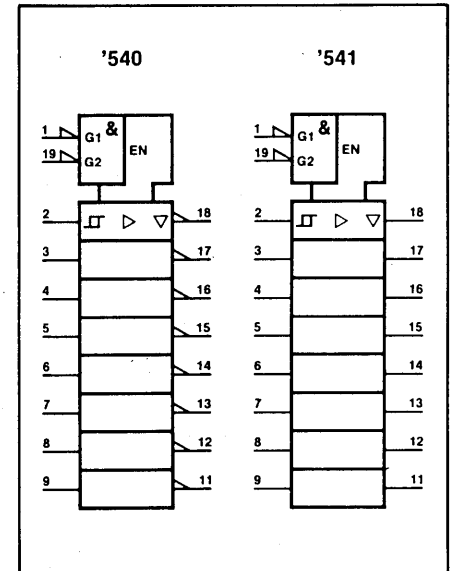 '540 '541
1 G1 & 1 G1 &
EN EN
19 G2 19 G2
2 18 2 18
3 17 3 17
4 16 4 16
5 15 5 15
6 14 6 14
7 13 7 13
8 12 8 12
9 11 9 11